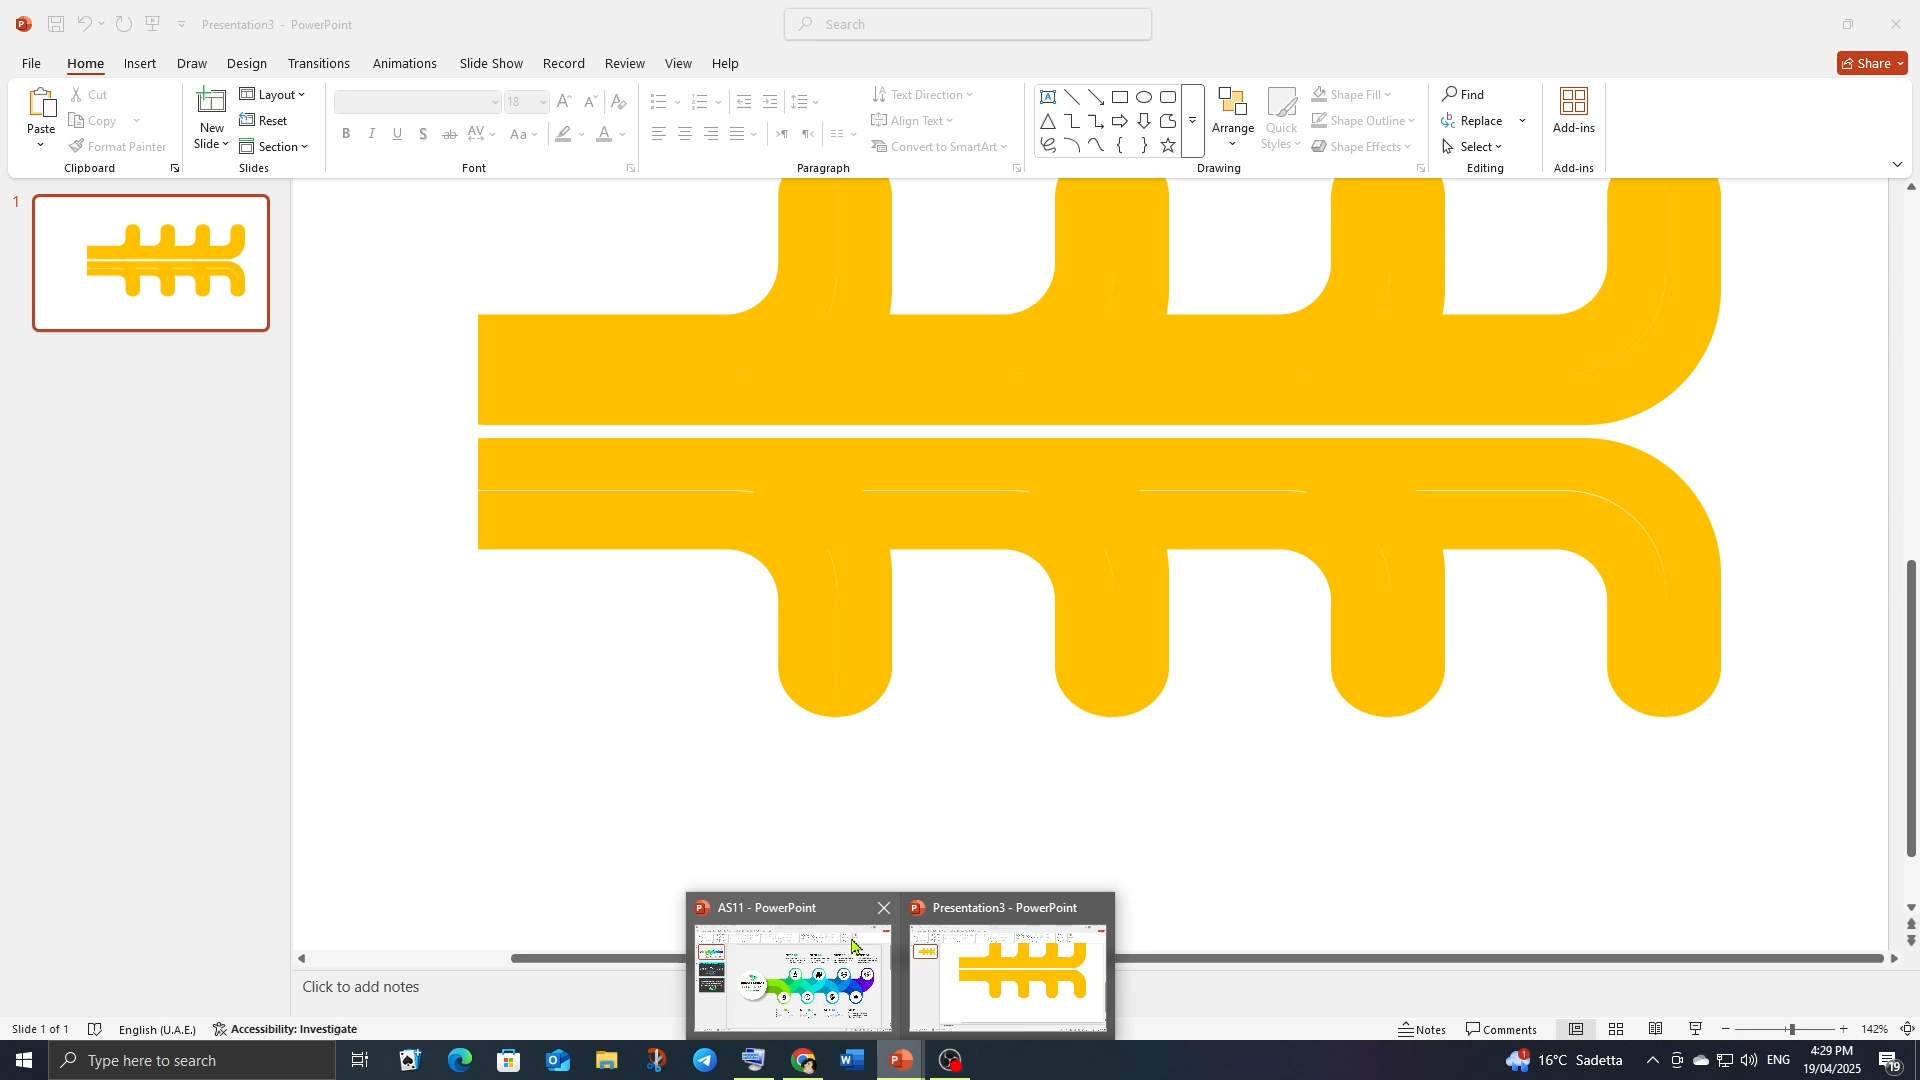 Presentation3 - PowerPoint
Search
File
Home
Insert
Draw
Design
Transitions
Animations
Slide Show
Record
Review
View
Help
Share
Paste
Cut
Copy
Format Painter
Clipboard
New
Slide
Layout
Reset
Section
Slides
18
Font
Text Direction
Align Text
Convert to SmartArt
Paragraph
Arrange
Quick
Styles
Shape Fill
Shape Outline
Shape Effects
Drawing
Find
Replace
Select
Editing
Add-ins
Add-ins
1
AS11 - PowerPoint
Presentation3 - PowerPoint
Click to add notes
Slide 1 of 1
English (U.A.E.)
Accessibility: Investigate
Notes
Comments
142%
Type here to search
16°C Sadetta
ENG
4:29 PM
19/04/2025
19